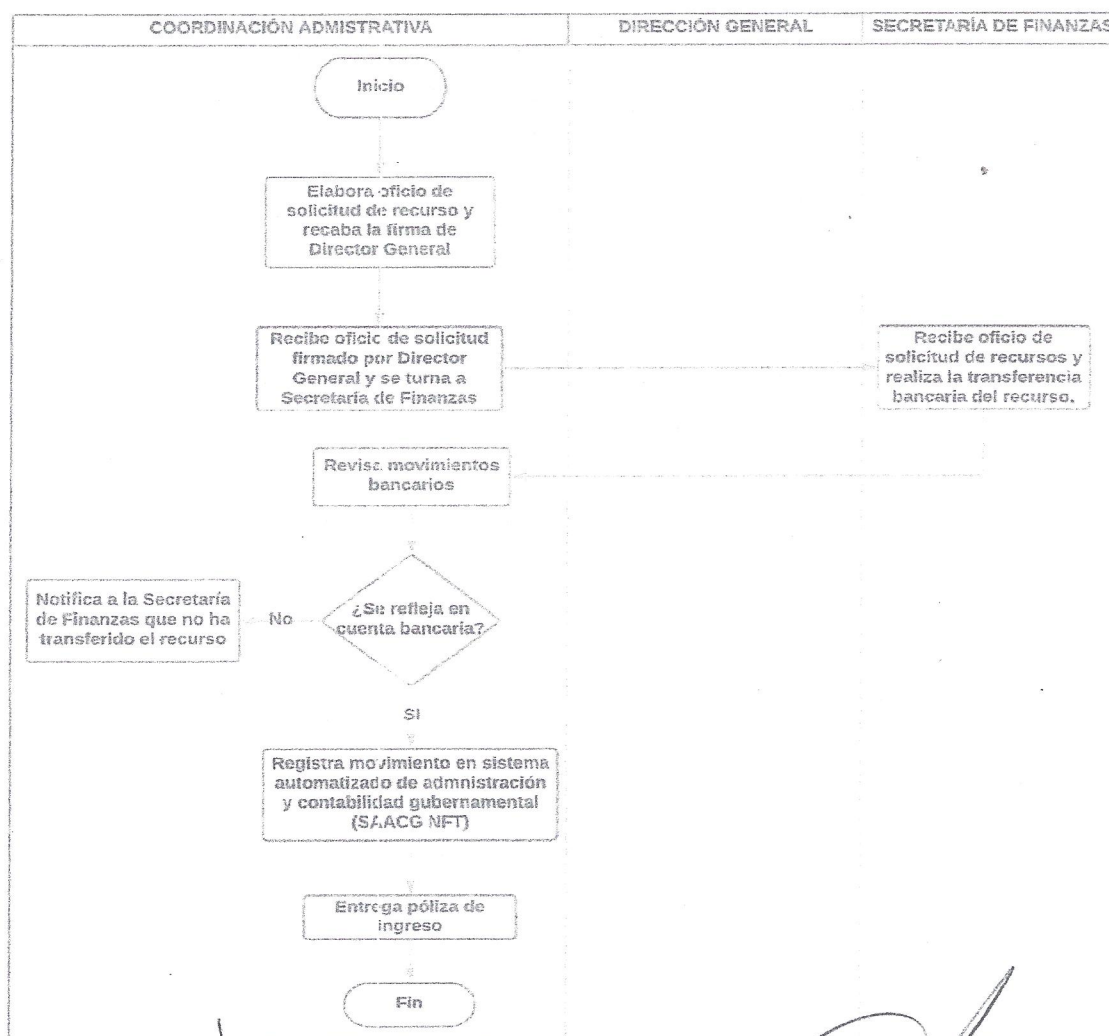 COORDINACIÓN ADMISTRATIVA
DIRECCIÓN GENERAL
SECRETARÍA DE FINANZAS
Inicio
Elabora oficio de
solicitud de recurso y
recaba la firma de
Director General
Recibe oficio de solicitud
firmado por Director
General y se turna a
Secretaría de Finanzas
Recibe oficio de
solicitud de recursos y
realiza la transferencia
bancaria del recurso.
Revisa movimientos
bancarios
¿Se refleja en
cuenta bancaria?
No
Notifica a la Secretaría
de Finanzas que no ha
transferido el recurso
SI
Registra movimiento en sistema
automatizado de admnistración
y contabilidad gubernamental
(SAACG NFT)
Entrega póliza de
ingreso
Fin